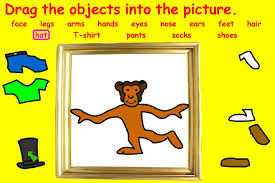 Drag the objects into the picture.
face legs arms hands eyes nose ears feet hair
hat T-shirt pants socks shoes